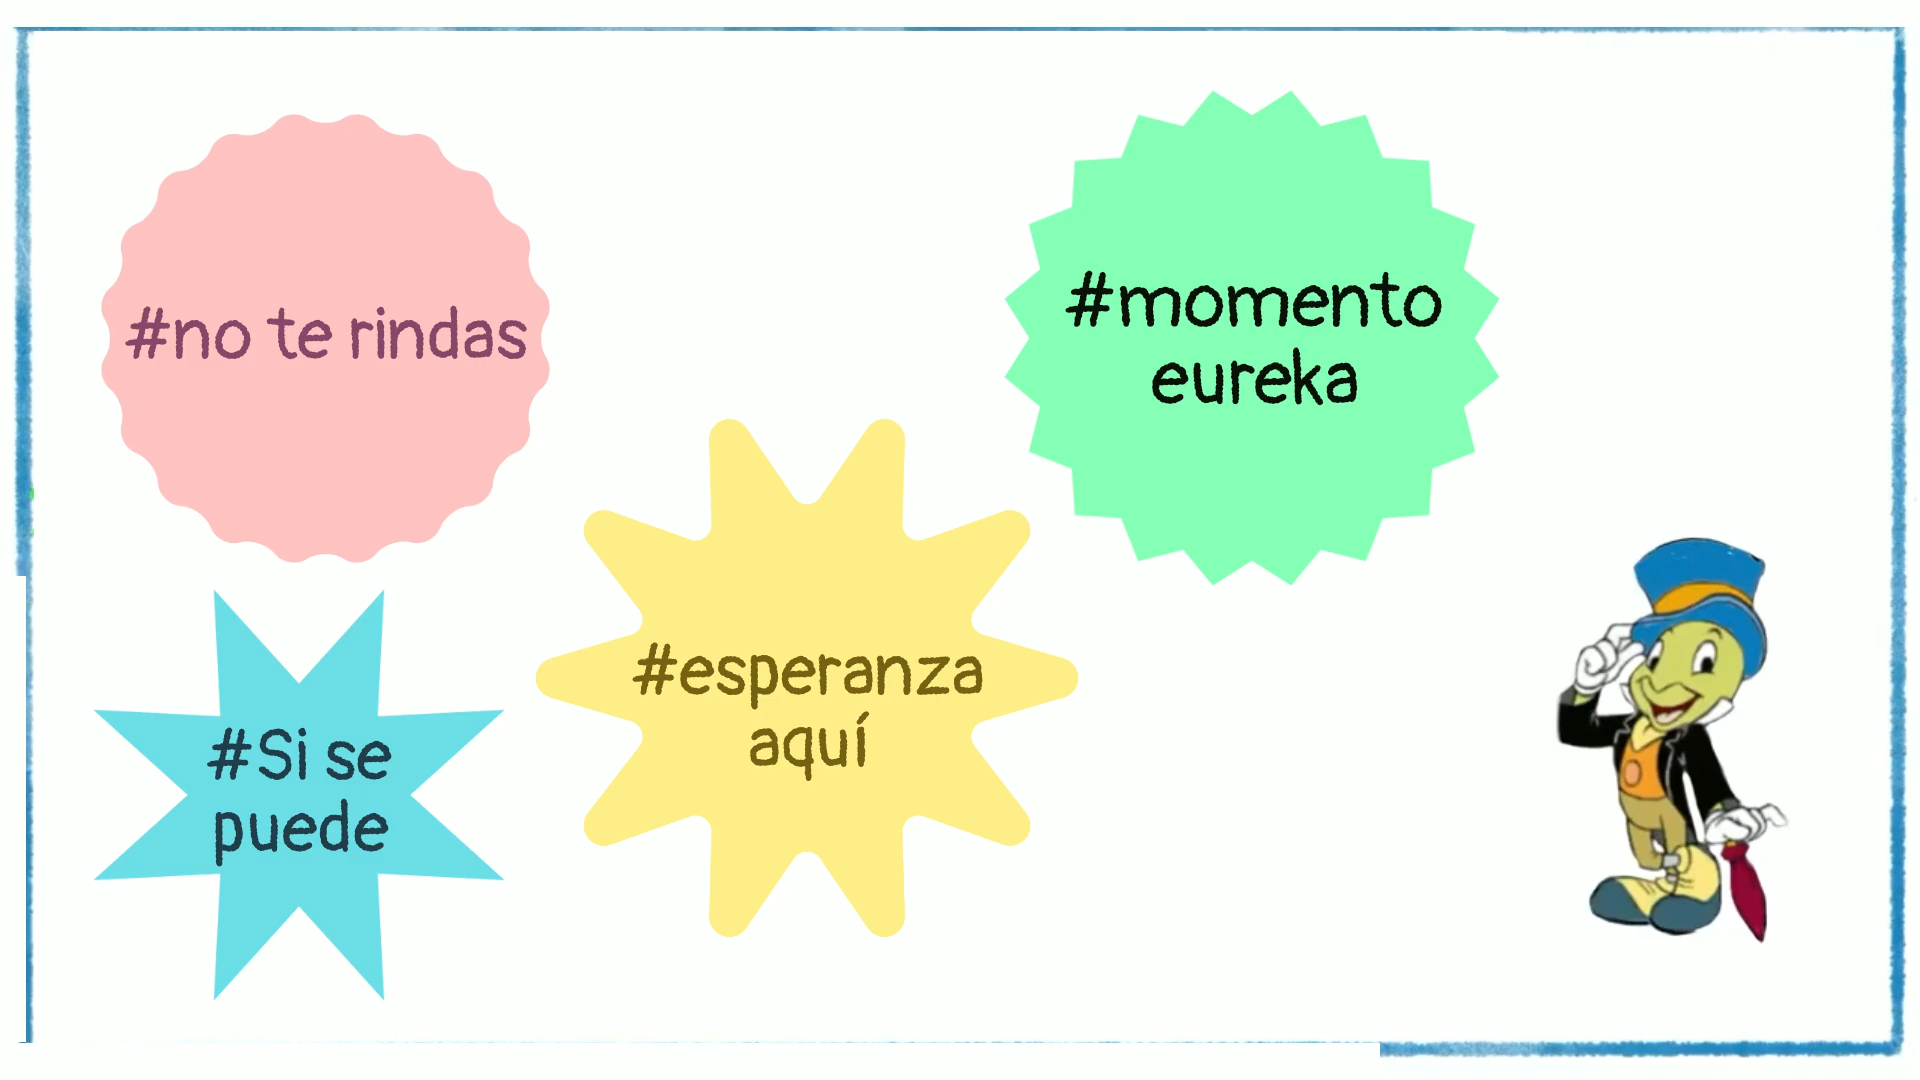 #no te rindas
#momento
eureka
#esperanza
aquí
#Si se
puede